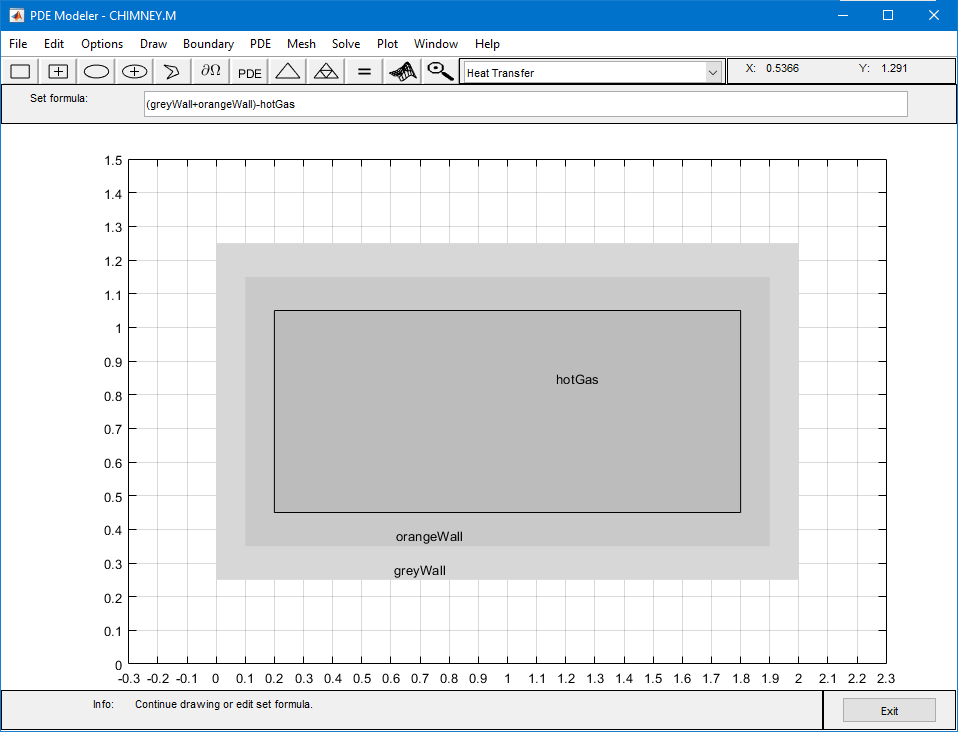 PDE Modeler - CHIMNEY.M
File Edit Options Draw Boundary PDE Mesh Solve Plot Window Help
∂Ω PDE = Heat Transfer X: 0.5366 Y: 1.291
Set formula: (greyWall+orangeWall)-hotGas
1.5
1.4
1.3
1.2
1.1
1
0.9
0.8
0.7
0.6
0.5
0.4
0.3
0.2
0.1
0
hotGas
orangeWall
greyWall
-0.3 -0.2 -0.1 0 0.1 0.2 0.3 0.4 0.5 0.6 0.7 0.8 0.9 1 1.1 1.2 1.3 1.4 1.5 1.6 1.7 1.8 1.9 2 2.1 2.2 2.3
Info: Continue drawing or edit set formula.
Exit